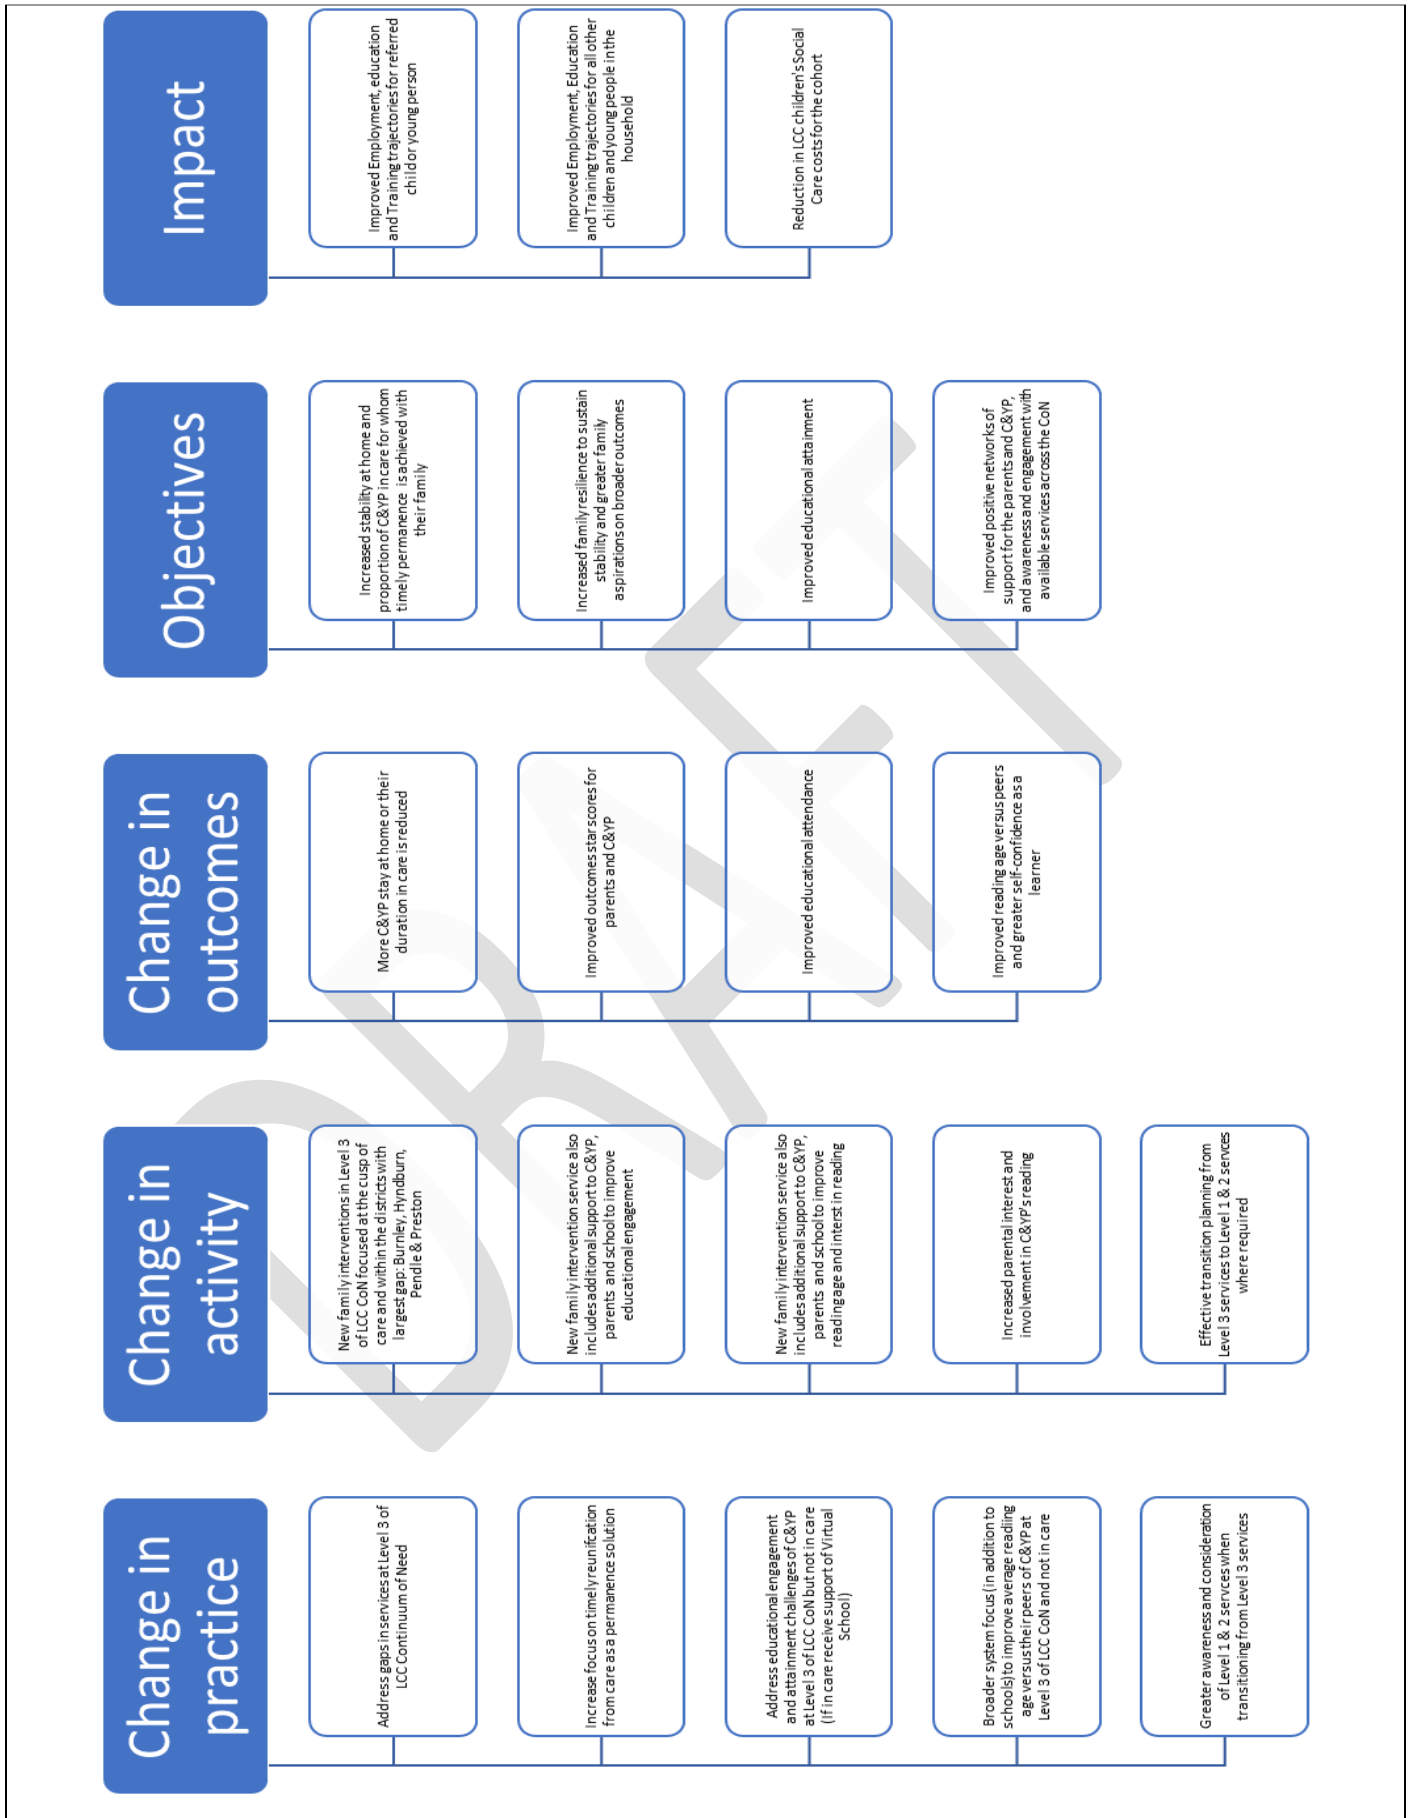 Change in
practice
Address gaps in services at Level 3 of
LCC Continuum of Need
Increase focus on timely reunifcation
from care as a permanence solution
Address educational engagement
and attainment challenges of C&YP
at Level 3 of LCC CoN but not in care
(If in care receive support of Virtual
School)
Broader system focus (in addition to
schools) to improve average readiing
age versus their peers of C&YP at
Level 3 of LCC CoN and not in care
Greater awareness and consideration
of Level 1 & 2 servces when
transitioning from Level 3 services
Change in
activity
New family interventions in Level 3
of LCC CoN focused at the cusp of
care and within the districts with
largest gap: Burnley, Hyndburn,
Pendle & Preston
New family intervention service also
includes additional support to C&YP,
parents and school to improve
educational engagement
New family intervention service also
includes additional support to C&YP,
parents and school to improve
reading age and interst in reading
Increased parental interest and
involvement in C&YP's reading
Effective transition planning from
Level 3 services to Level 1 & 2 servces
where required
Change in
outcomes
More C&YP stay at home or their
duration in care is reduced
Improved outcomes star scores for
parents and C&YP
Improved educational attendance
Improved reading age versus peers
and greater self-confidence as a
learner
Objectives
Increased stability at home and
proportion of C&YP in care for whom
timely permanence is achieved with
their family
Increased family resilience to sustain
stability and greater family
aspirations on broader outcomes
Improved educational attainment
Improved positive networks of
support for the parents and C&YP,
and awareness and engagement with
available services across the CoN
Impact
Improved Employment, education
and Training trajectories for referred
child or young person
Improved Employment, Education
and Training trajectories for all other
children and young people in the
household
Reduction in LCC children's Social
Care costs for the cohort
DRAFT